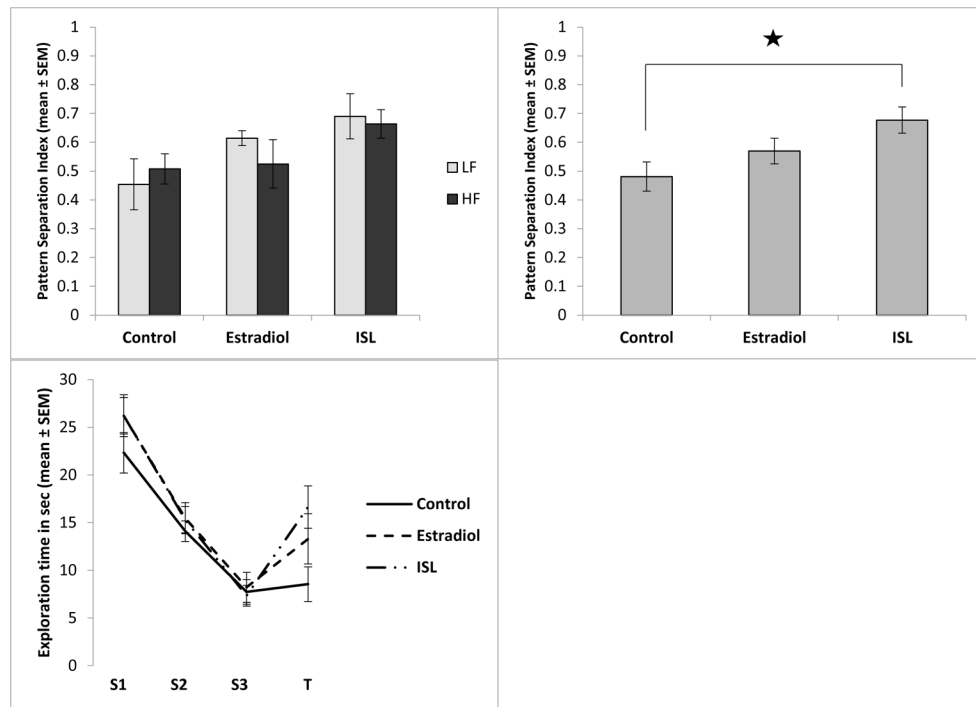 Pattern Separation Index (mean ± SEM)
1
0.9
0.8
0.7
0.6
0.5
0.4
0.3
0.2
0.1
0
Control Estradiol ISL
LF
HF
Pattern Separation Index (mean ± SEM)
1
0.9
0.8
0.7
0.6
0.5
0.4
0.3
0.2
0.1
0
★
Control Estradiol ISL
Exploration time in sec (mean ± SEM)
30
25
20
15
10
5
0
S1 S2 S3 T
Control
Estradiol
ISL